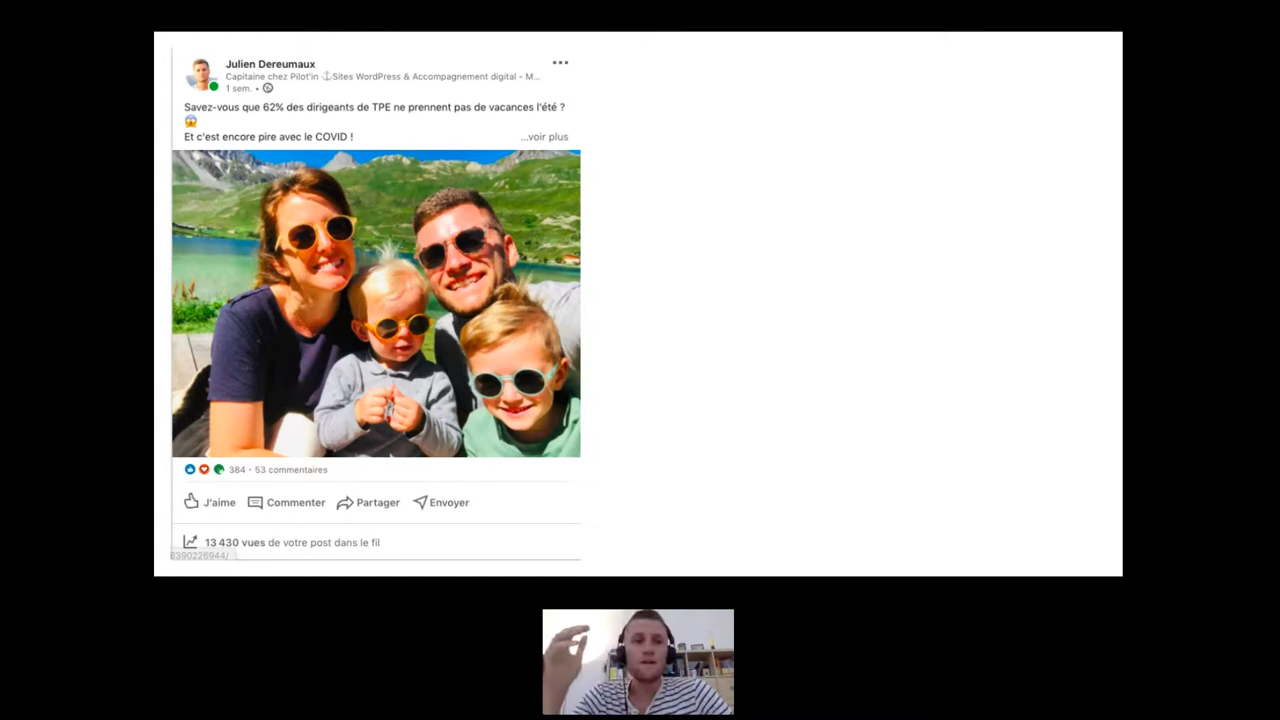 Julien Dereumaux
Capitaine chez Pilot'in ⚓Sites WordPress & Accompagnement digital - M...
1 sem. •
Savez-vous que 62% des dirigeants de TPE ne prennent pas de vacances l'été ?
😱
Et c'est encore pire avec le COVID !
...voir plus
384 · 53 commentaires
J'aime Commenter Partager Envoyer
13 430 vues de votre post dans le fil
6390226944/